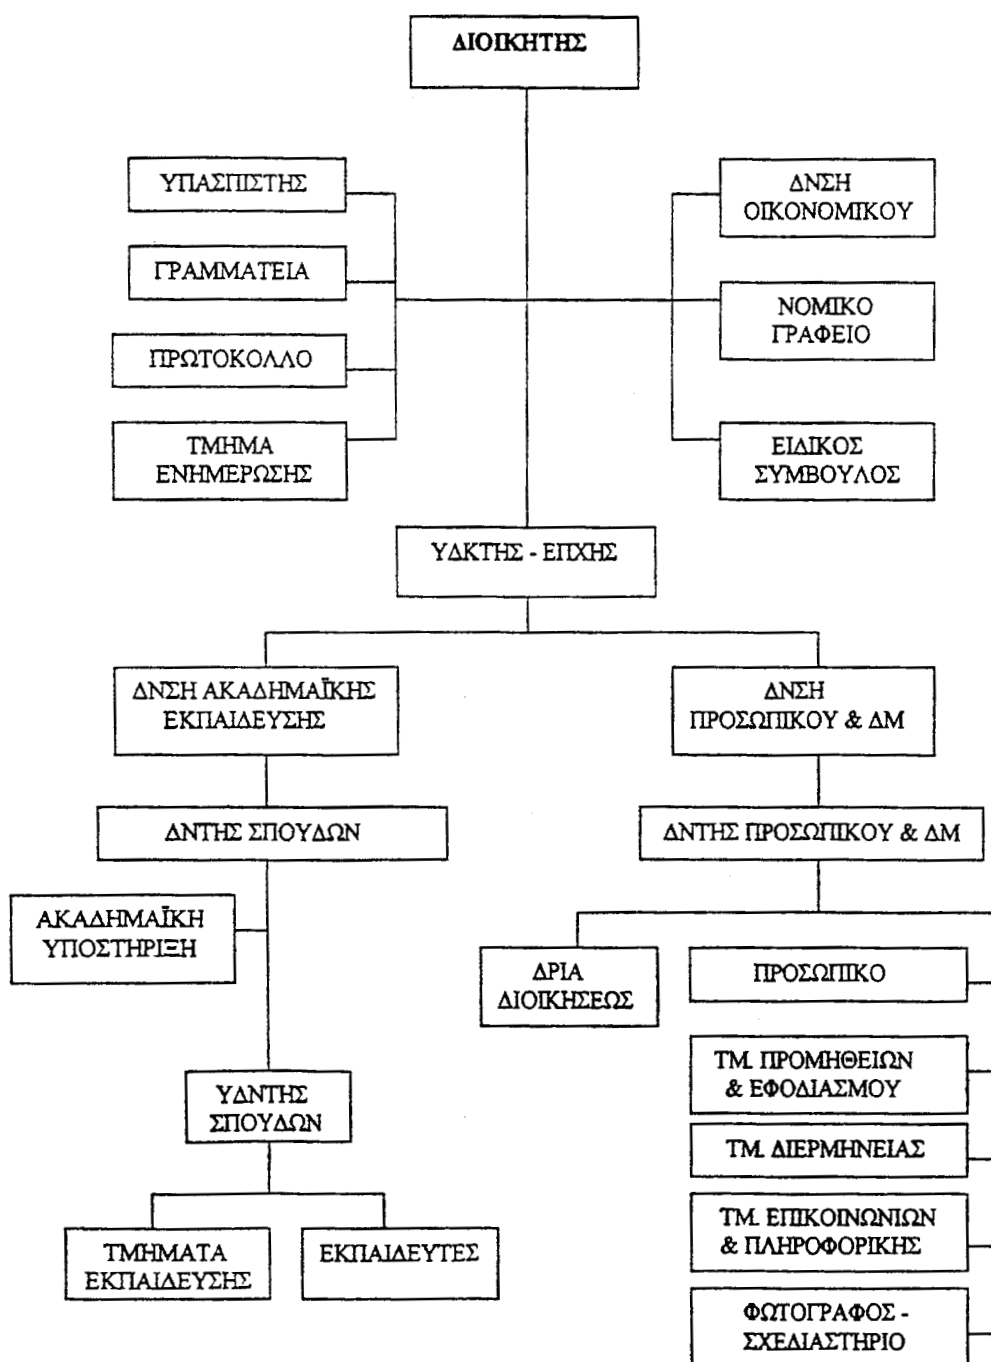 ΔΙΟΙΚΗΤΗΣ
ΥΠΑΣΠΙΣΤΗΣ
ΓΡΑΜΜΑΤΕΙΑ
ΠΡΩΤΟΚΟΛΛΟ
ΤΜΗΜΑ
ΕΝΗΜΕΡΩΣΗΣ
ΔΝΣΗ
ΟΙΚΟΝΟΜΙΚΟΥ
ΝΟΜΙΚΟ
ΓΡΑΦΕΙΟ
ΕΙΔΙΚΟΣ
ΣΥΜΒΟΥΛΟΣ
ΥΔΚΤΗΣ - ΕΠΧΗΣ
ΔΝΣΗ ΑΚΑΔΗΜΑΪΚΗΣ
ΕΚΠΑΙΔΕΥΣΗΣ
ΔΝΤΗΣ ΣΠΟΥΔΩΝ
ΑΚΑΔΗΜΑΪΚΗ
ΥΠΟΣΤΗΡΙΞΗ
ΥΔΝΤΗΣ
ΣΠΟΥΔΩΝ
ΤΜΗΜΑΤΑ
ΕΚΠΑΙΔΕΥΣΗΣ
ΕΚΠΑΙΔΕΥΤΕΣ
ΔΝΣΗ
ΠΡΟΣΩΠΙΚΟΥ & ΔΜ
ΔΝΤΗΣ ΠΡΟΣΩΠΙΚΟΥ & ΔΜ
ΔΡΙΑ
ΔΙΟΙΚΗΣΕΩΣ
ΠΡΟΣΩΠΙΚΟ
ΤΜ. ΠΡΟΜΗΘΕΙΩΝ
& ΕΦΟΔΙΑΣΜΟΥ
ΤΜ. ΔΙΕΡΜΗΝΕΙΑΣ
ΤΜ. ΕΠΙΚΟΙΝΩΝΙΩΝ
& ΠΛΗΡΟΦΟΡΙΚΗΣ
ΦΩΤΟΓΡΑΦΟΣ -
ΣΧΕΔΙΑΣΤΗΡΙΟ